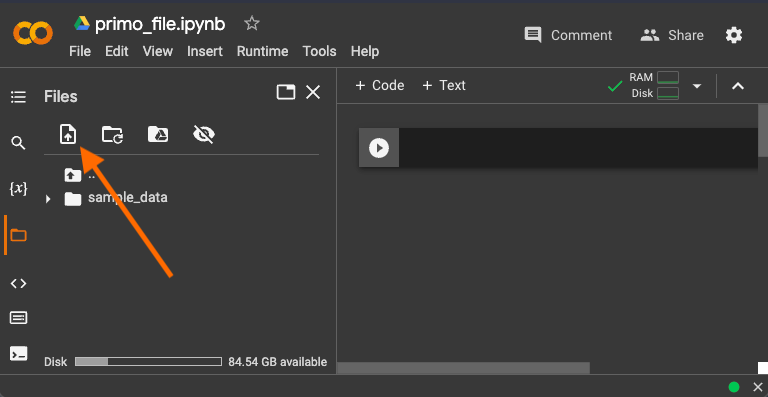 primo_file.ipynb
File Edit View Insert Runtime Tools Help
Comment
Share
Files
+ Code + Text
RAM
Disk
{x}
..
sample_data
Disk 84.54 GB available